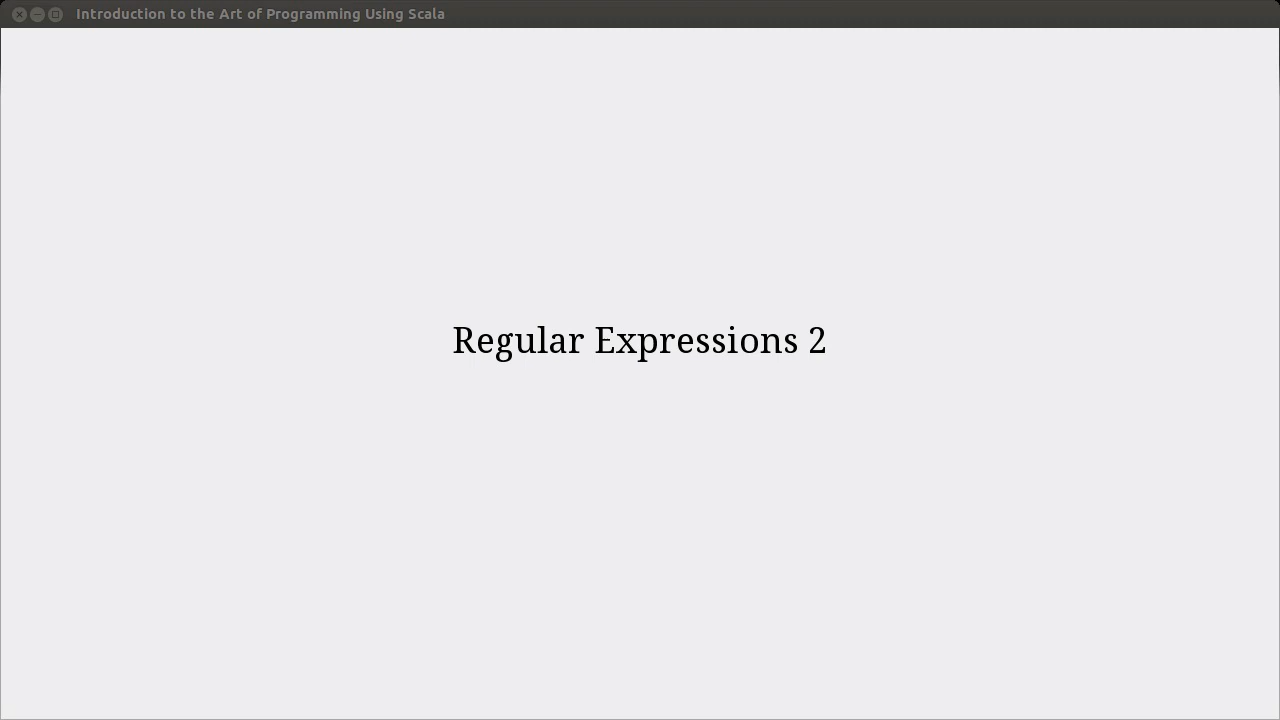 Introduction to the Art of Programming Using Scala
Regular Expressions 2